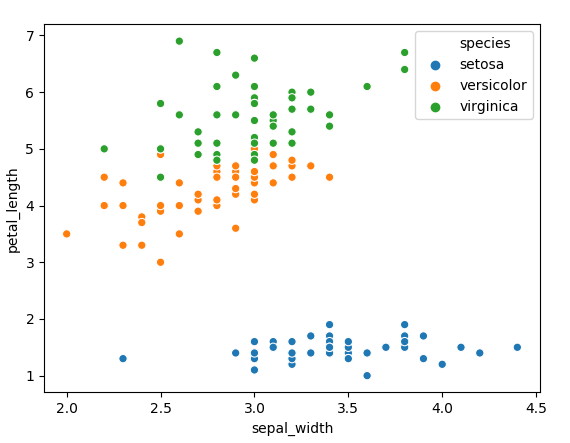 7
6
5
4
3
2
1
petal_length
2.0 2.5 3.0 3.5 4.0 4.5
sepal_width
species
setosa
versicolor
virginica